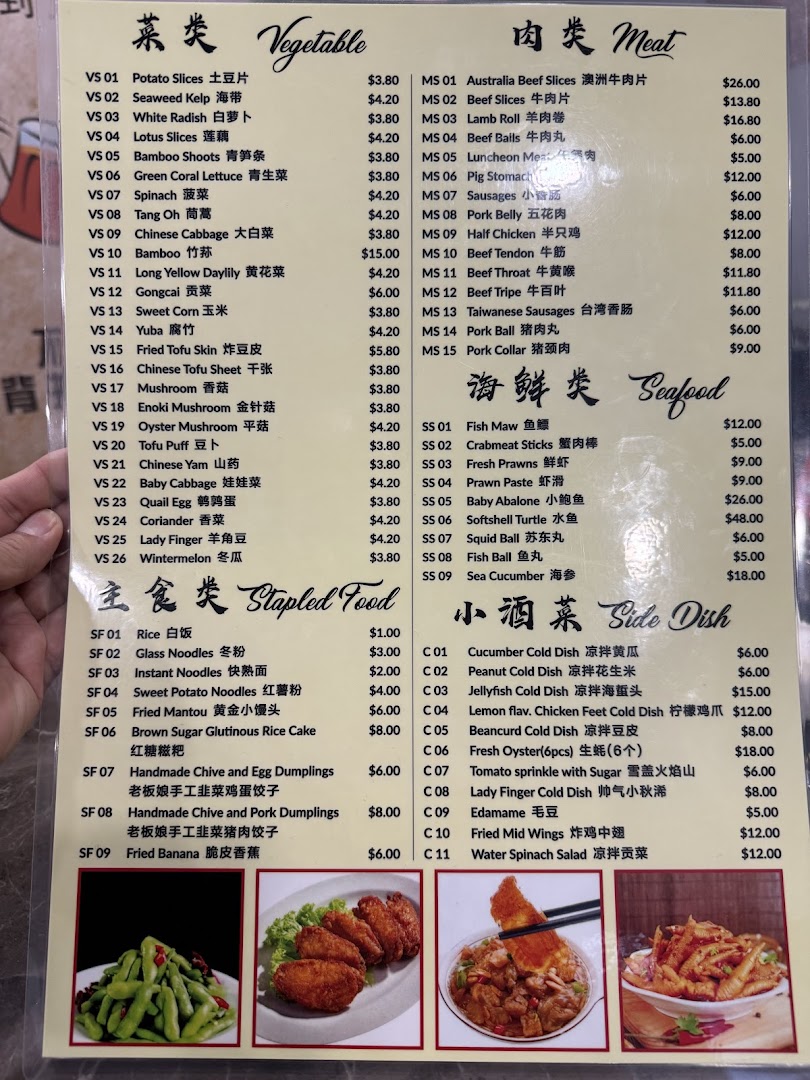 菜类 Vegetable
VS 01 Potato Slices 土豆片 $3.80
VS 02 Seaweed Kelp 海带 $4.20
VS 03 White Radish 白萝卜 $3.80
VS 04 Lotus Slices 莲藕 $4.20
VS 05 Bamboo Shoots 青笋条 $3.80
VS 06 Green Coral Lettuce 青生菜 $3.80
VS 07 Spinach 菠菜 $4.20
VS 08 Tang Oh 茼蒿 $4.20
VS 09 Chinese Cabbage 大白菜 $3.80
VS 10 Bamboo 竹荪 $15.00
VS 11 Long Yellow Daylily 黄花菜 $4.20
VS 12 Gongcai 贡菜 $6.00
VS 13 Sweet Corn 玉米 $3.80
VS 14 Yuba 腐竹 $4.20
VS 15 Fried Tofu Skin 炸豆皮 $5.80
VS 16 Chinese Tofu Sheet 千张 $3.80
VS 17 Mushroom 香菇 $3.80
VS 18 Enoki Mushroom 金针菇 $3.80
VS 19 Oyster Mushroom 平菇 $4.20
VS 20 Tofu Puff 豆卜 $3.80
VS 21 Chinese Yam 山药 $3.80
VS 22 Baby Cabbage 娃娃菜 $4.20
VS 23 Quail Egg 鹌鹑蛋 $3.80
VS 24 Coriander 香菜 $4.20
VS 25 Lady Finger 羊角豆 $4.20
VS 26 Wintermelon 冬瓜 $3.80
主食类 Stapled Food
SF 01 Rice 白饭 $1.00
SF 02 Glass Noodles 冬粉 $3.00
SF 03 Instant Noodles 快熟面 $2.00
SF 04 Sweet Potato Noodles 红薯粉 $4.00
SF 05 Fried Mantou 黄金小馒头 $6.00
SF 06 Brown Sugar Glutinous Rice Cake $8.00
红糖糍粑
SF 07 Handmade Chive and Egg Dumplings $6.00
老板娘手工韭菜鸡蛋饺子
SF 08 Handmade Chive and Pork Dumplings $8.00
老板娘手工韭菜猪肉饺子
SF 09 Fried Banana 脆皮香蕉 $6.00
肉类 Meat
MS 01 Australia Beef Slices 澳洲牛肉片 $26.00
MS 02 Beef Slices 牛肉片 $13.80
MS 03 Lamb Roll 羊肉卷 $16.80
MS 04 Beef Balls 牛肉丸 $6.00
MS 05 Luncheon Meat 肉 $5.00
MS 06 Pig Stomach $12.00
MS 07 Sausages 小香肠 $6.00
MS 08 Pork Belly 五花肉 $8.00
MS 09 Half Chicken 半只鸡 $12.00
MS 10 Beef Tendon 牛筋 $8.00
MS 11 Beef Throat 牛黄喉 $11.80
MS 12 Beef Tripe 牛百叶 $11.80
MS 13 Taiwanese Sausages 台湾香肠 $6.00
MS 14 Pork Ball 猪肉丸 $6.00
MS 15 Pork Collar 猪颈肉 $9.00
海鲜类 Seafood
SS 01 Fish Maw 鱼鳔 $12.00
SS 02 Crabmeat Sticks 蟹肉棒 $5.00
SS 03 Fresh Prawns 鲜虾 $9.00
SS 04 Prawn Paste 虾滑 $9.00
SS 05 Baby Abalone 小鲍鱼 $26.00
SS 06 Softshell Turtle 水鱼 $48.00
SS 07 Squid Ball 苏东丸 $6.00
SS 08 Fish Ball 鱼丸 $5.00
SS 09 Sea Cucumber 海参 $18.00
小酒菜 Side Dish
C 01 Cucumber Cold Dish 凉拌黄瓜 $6.00
C 02 Peanut Cold Dish 凉拌花生米 $6.00
C 03 Jellyfish Cold Dish 凉拌海蜇头 $15.00
C 04 Lemon flav. Chicken Feet Cold Dish 柠檬鸡爪 $12.00
C 05 Beancurd Cold Dish 凉拌豆皮 $8.00
C 06 Fresh Oyster(6pcs) 生蚝(6个) $18.00
C 07 Tomato sprinkle with Sugar 雪盖火焰山 $6.00
C 08 Lady Finger Cold Dish 帅气小秋浠 $8.00
C 09 Edamame 毛豆 $5.00
C 10 Fried Mid Wings 炸鸡中翅 $12.00
C 11 Water Spinach Salad 凉拌贡菜 $12.00